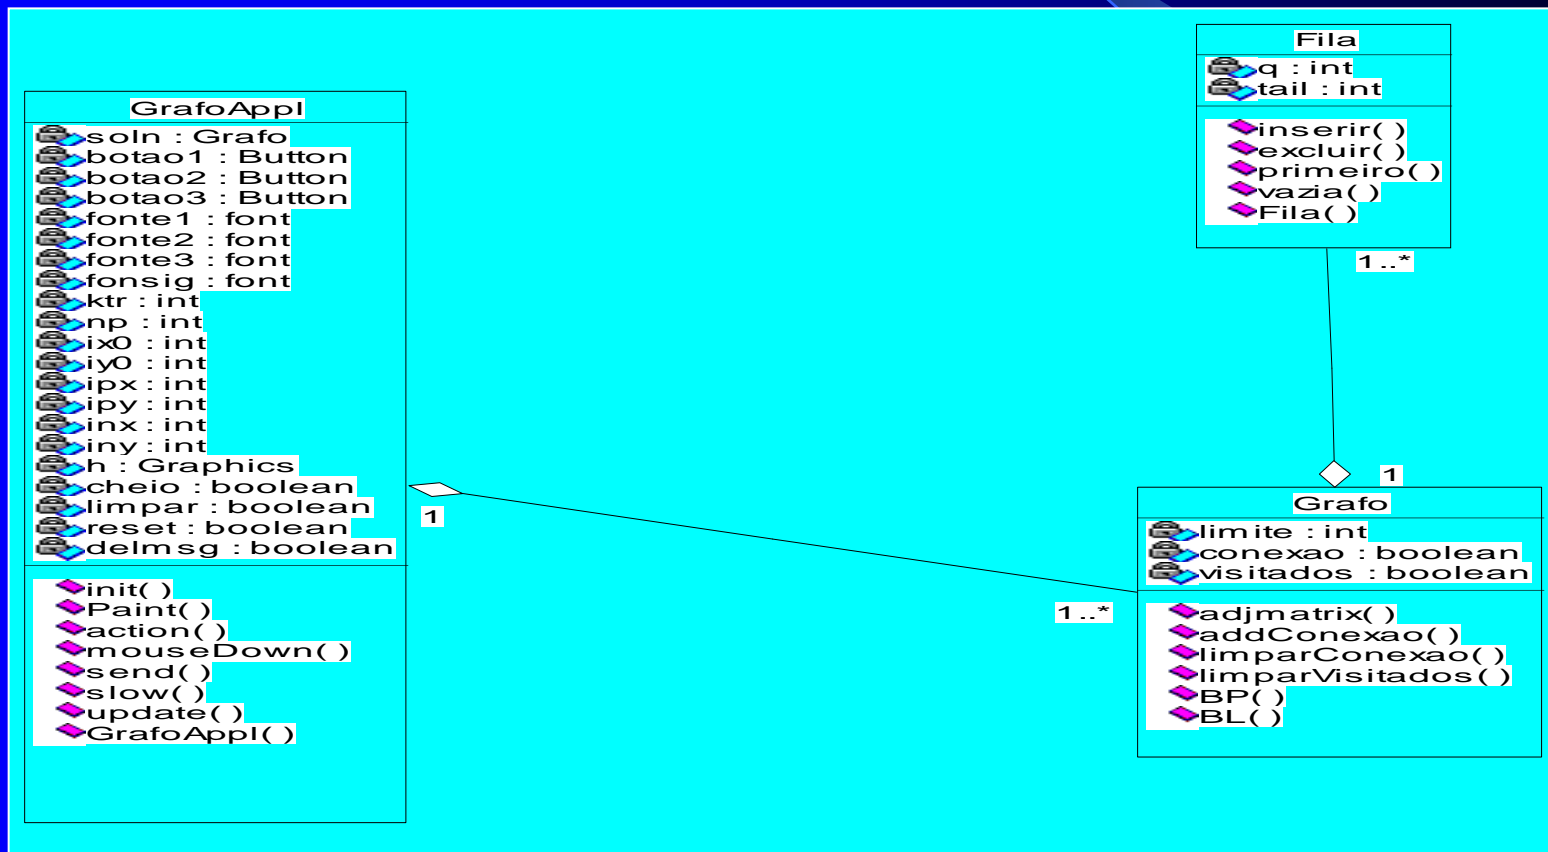 GrafoAppl
soln : Grafo
botao1 : Button
botao2 : Button
botao3 : Button
fonte1 : font
fonte2 : font
fonte3 : font
fonsig : font
ktr : int
np : int
ix0 : int
iy0 : int
ipx : int
ipy : int
inx : int
iny : int
h : Graphics
cheio : boolean
limpar : boolean
reset : boolean
delmsg : boolean
init( )
Paint( )
action( )
mouseDown( )
send( )
slow( )
update( )
GrafoAppl( )
1
1..*
Fila
q : int
tail : int
inserir( )
excluir( )
primeiro( )
vazia( )
Fila( )
1..*
1
Grafo
limite : int
conexao : boolean
visitados : boolean
adjmatrix( )
addConexao( )
limparConexao( )
limparVisitados( )
BP( )
BL( )